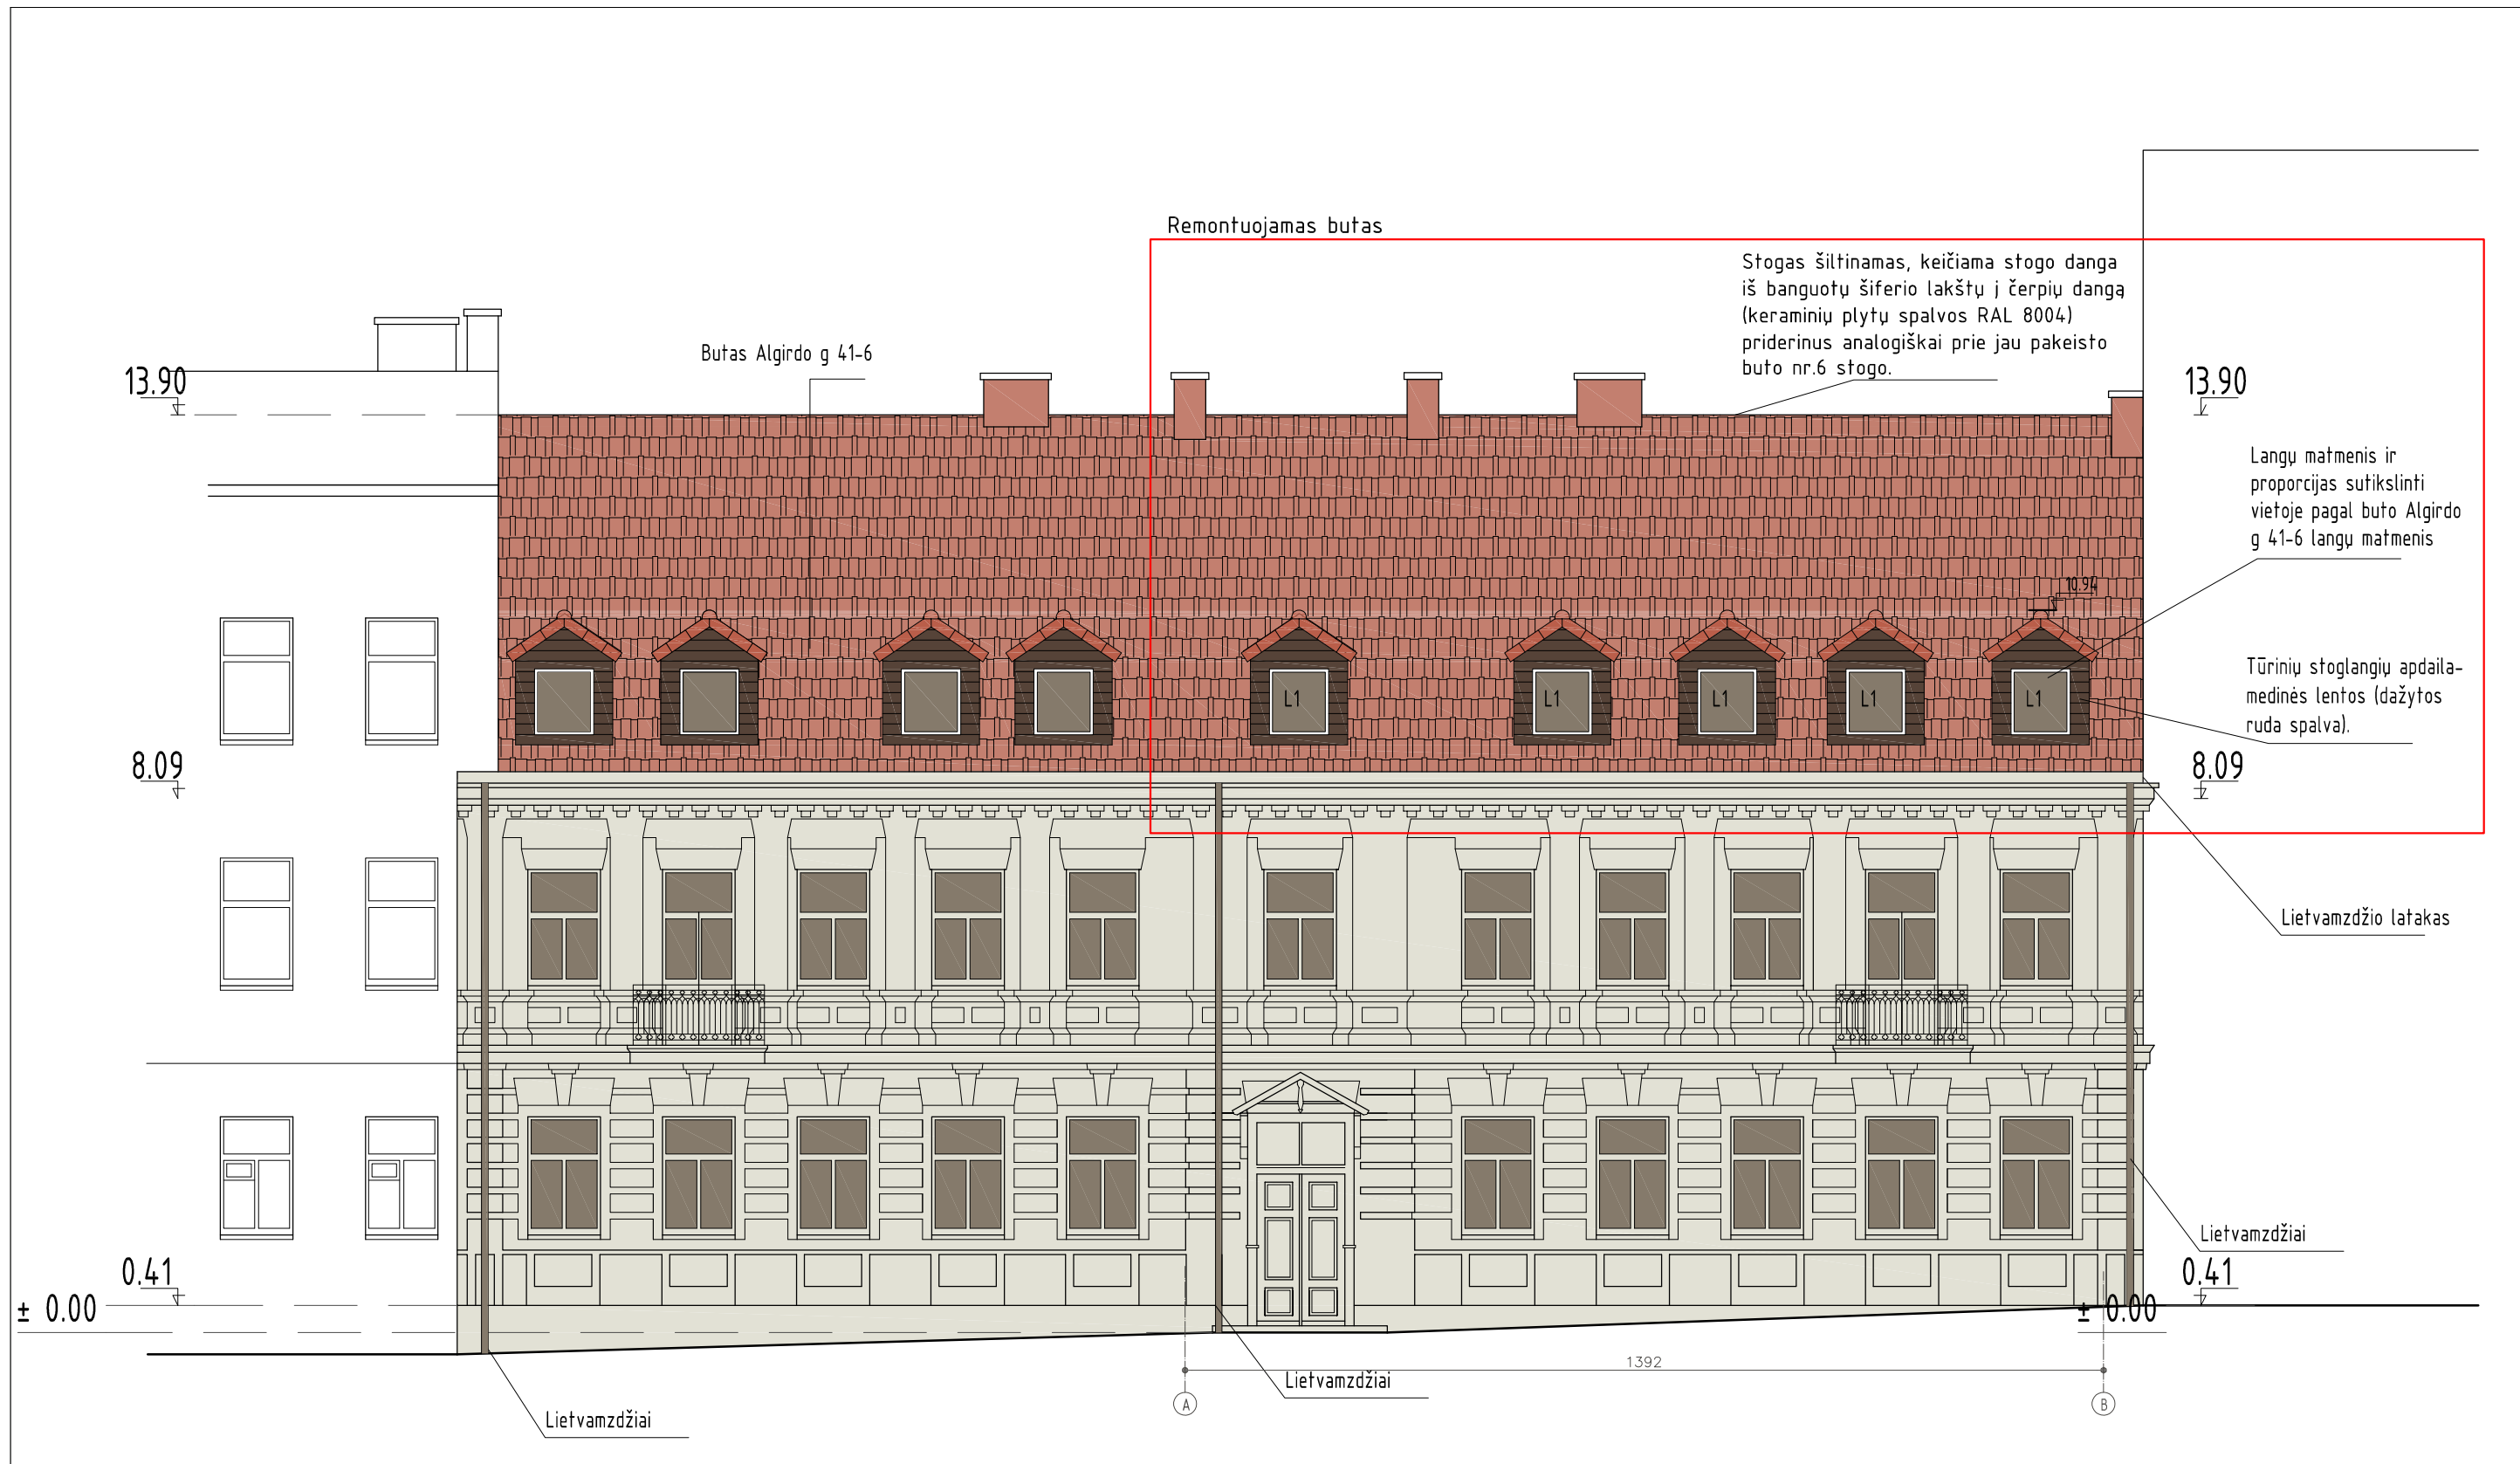 Remontuojamas butas
Stogas šiltinamas, keičiama stogo danga
iš banguotų šiferio lakštų į čerpių dangą
(keraminių plytų spalvos RAL 8004)
priderinus analogiškai prie jau pakeisto
buto nr.6 stogo.
Butas Algirdo g 41-6
13.90
13.90
Langų matmenis ir
proporcijas sutikslinti
vietoje pagal buto Algirdo
g 41-6 langų matmenis
10.94
Tūrinių stoglangių apdaila-
medinės lentos (dažytos
ruda spalva).
L1
L1
L1
L1
L1
8.09
8.09
Lietvamzdžio latakas
Lietvamzdžiai
0.41
0.41
± 0.00
± 0.00
1392
Lietvamzdžiai
A
B
Lietvamzdžiai